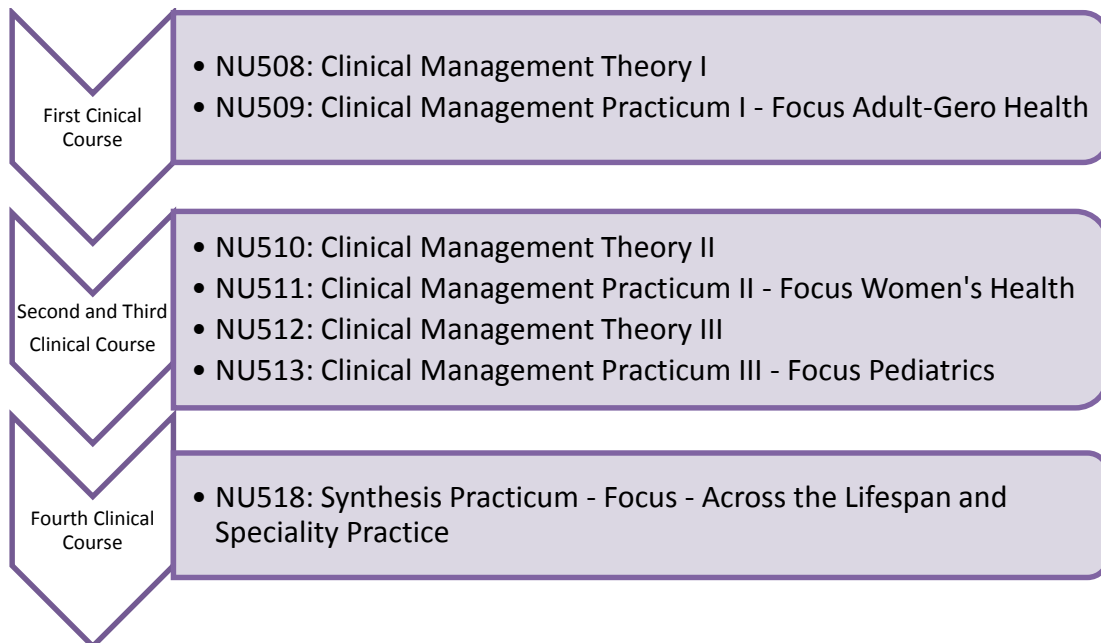 First Cinical
Course
• NU508: Clinical Management Theory I
• NU509: Clinical Management Practicum I - Focus Adult-Gero Health
Second and Third
Clinical Course
• NU510: Clinical Management Theory II
• NU511: Clinical Management Practicum II - Focus Women's Health
• NU512: Clinical Management Theory III
• NU513: Clinical Management Practicum III - Focus Pediatrics
Fourth Clinical
Course
• NU518: Synthesis Practicum - Focus - Across the Lifespan and
Speciality Practice